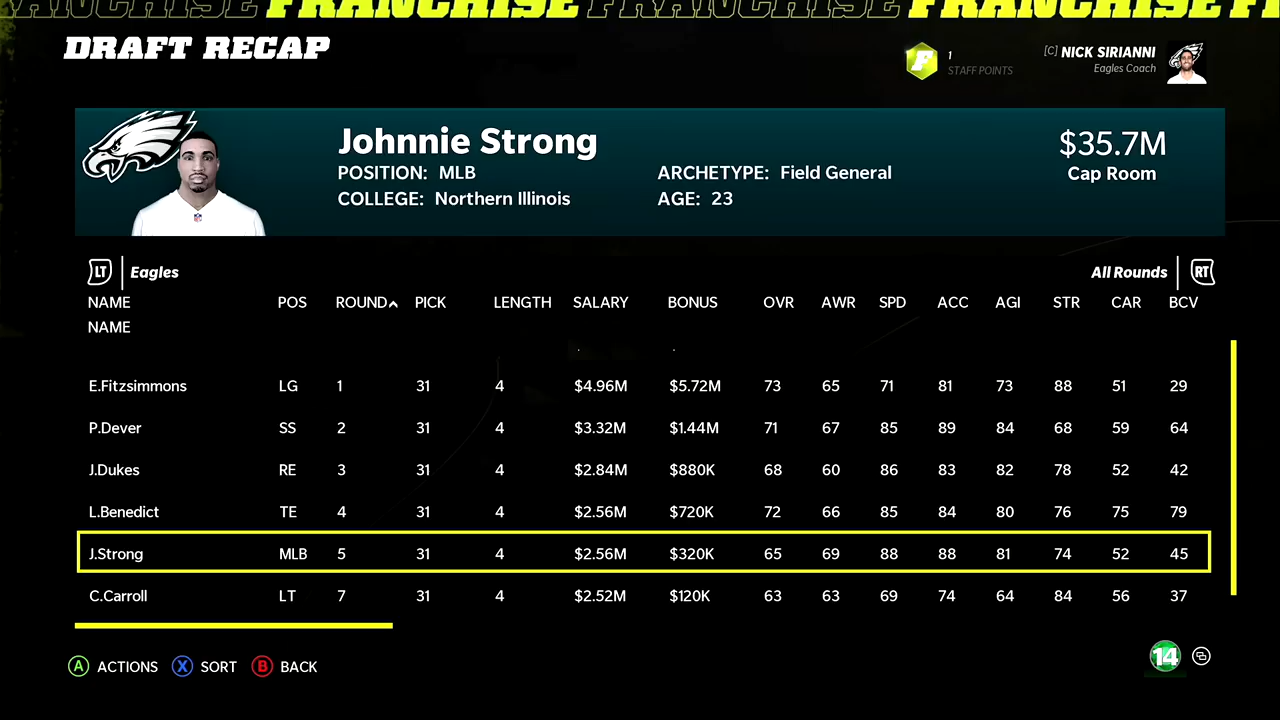 FRANCHISE FRANCHISE FRANCHISE FRANCHISE FR
DRAFT RECAP
1
STAFF POINTS
[C] NICK SIRIANNI
Eagles Coach
Johnnie Strong
POSITION: MLB
ARCHETYPE: Field General
COLLEGE: Northern Illinois
AGE: 23
$35.7M
Cap Room
LT Eagles
All Rounds RT
NAME POS ROUND PICK LENGTH SALARY BONUS OVR AWR SPD ACC AGI STR CAR BCV
NAME
E.Fitzsimmons LG 1 31 4 $4.96M $5.72M 73 65 71 81 73 88 51 29
P.Dever SS 2 31 4 $3.32M $1.44M 71 67 85 89 84 68 59 64
J.Dukes RE 3 31 4 $2.84M $880K 68 60 86 83 82 78 52 42
L.Benedict TE 4 31 4 $2.56M $720K 72 66 85 84 80 76 75 79
J.Strong MLB 5 31 4 $2.56M $320K 65 69 88 88 81 74 52 45
C.Carroll LT 7 31 4 $2.52M $120K 63 63 69 74 64 84 56 37
A ACTIONS X SORT B BACK
14